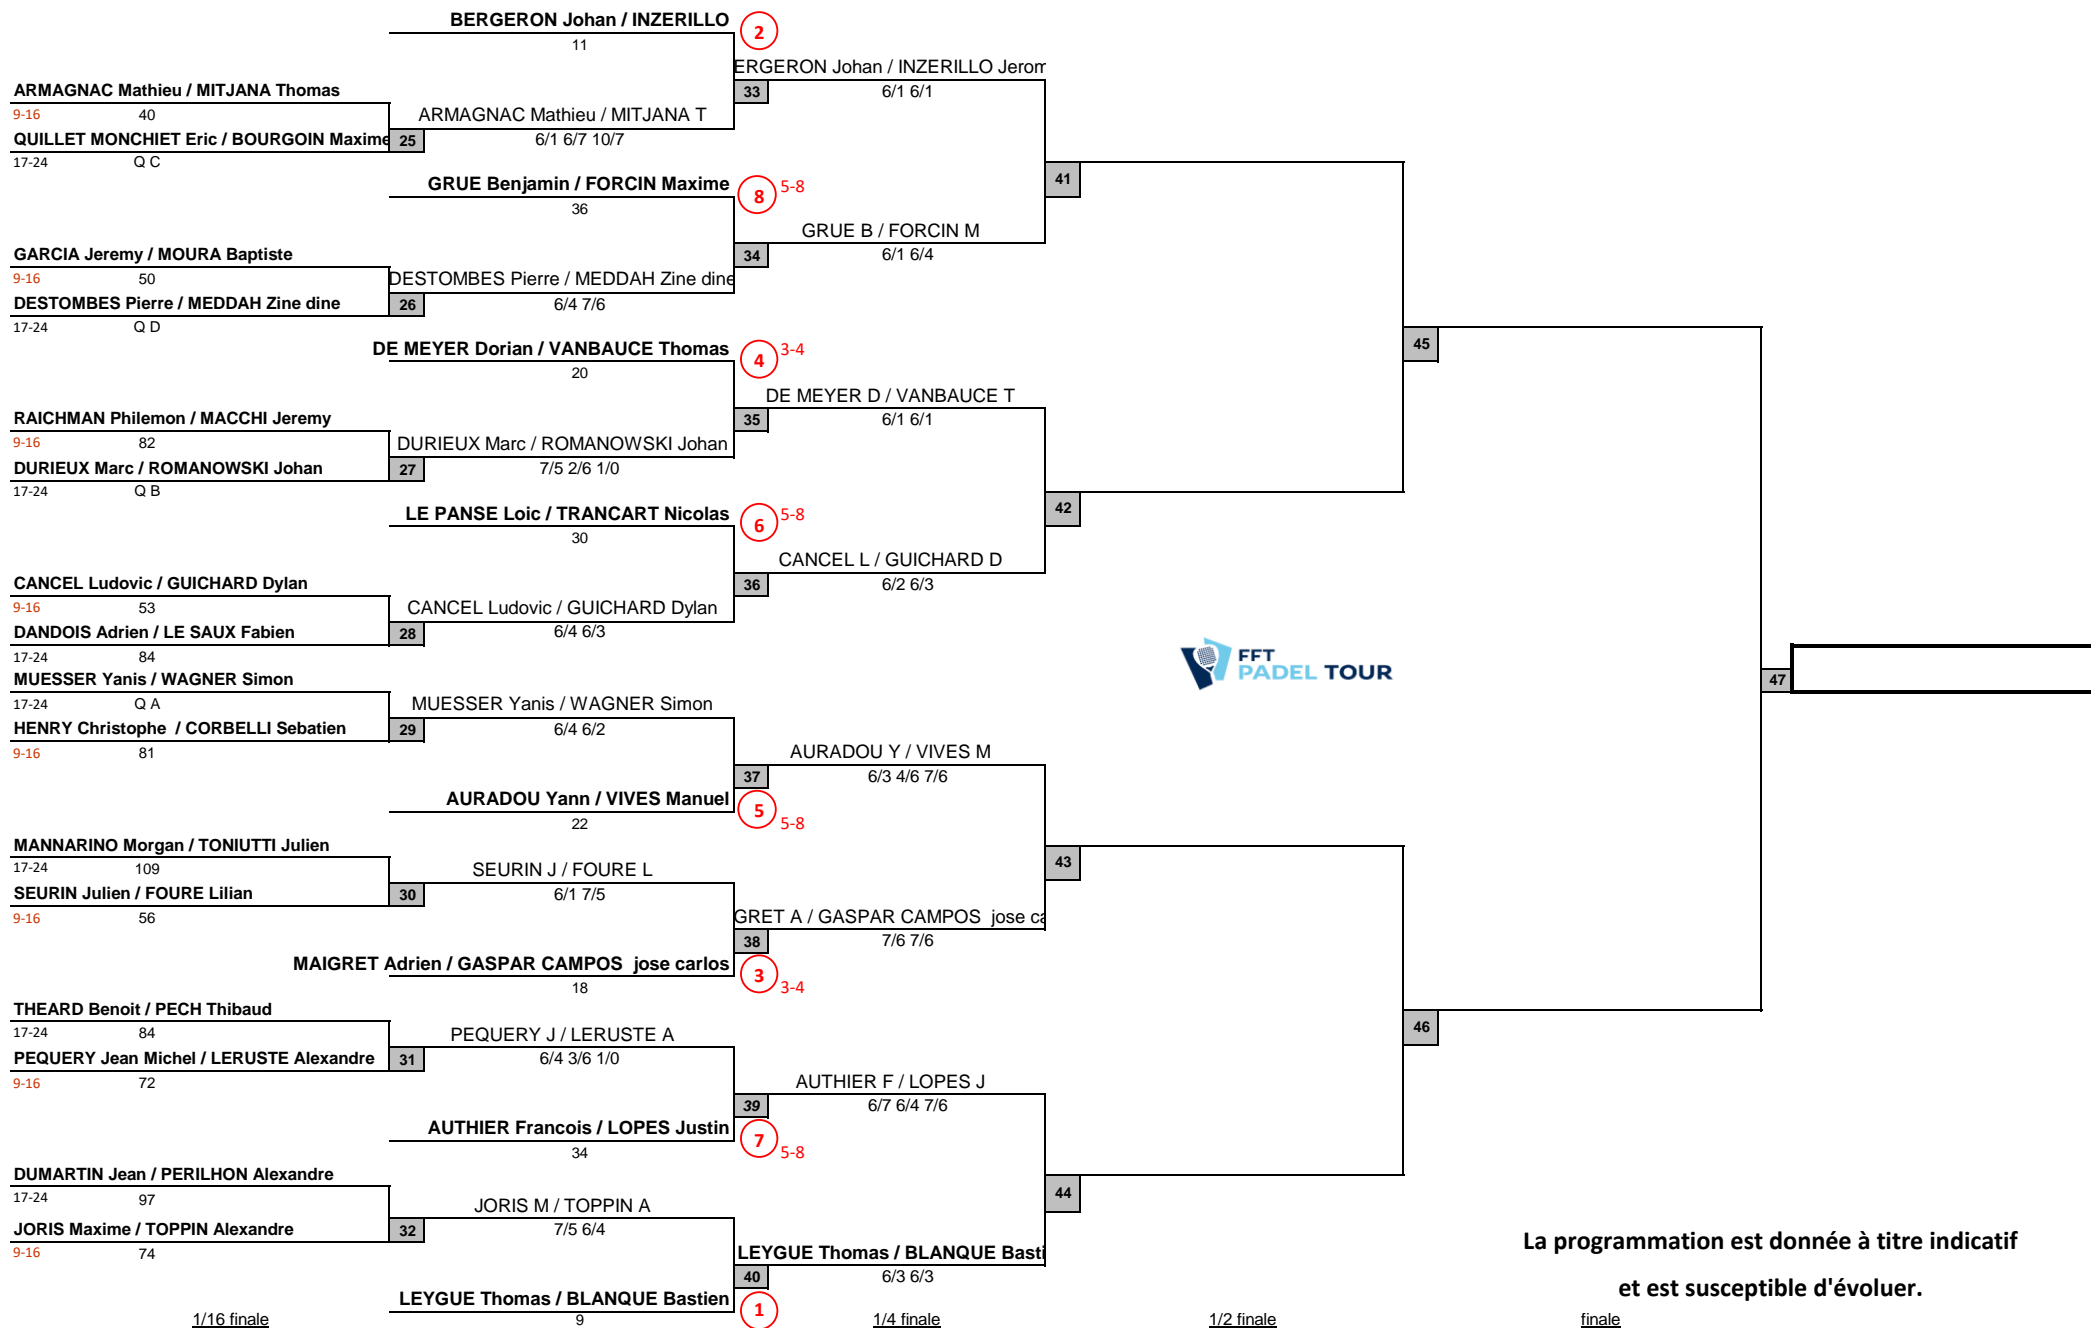 BERGERON Johan / INZERILLO
2
11
ERGERON Johan / INZERILLO Jerom
ARMAGNAC Mathieu / MITJANA Thomas
33
6/1 6/1
9-16
40
ARMAGNAC Mathieu / MITJANA T
QUILLET MONCHIET Eric / BOURGOIN Maxime
25
6/1 6/7 10/7
17-24
Q C
GRUE Benjamin / FORCIN Maxime
8
5-8
41
36
GRUE B / FORCIN M
GARCIA Jeremy / MOURA Baptiste
34
6/1 6/4
9-16
50
DESTOMBES Pierre / MEDDAH Zine dine
DESTOMBES Pierre / MEDDAH Zine dine
26
6/4 7/6
17-24
Q D
DE MEYER Dorian / VANBAUCE Thomas
4
3-4
45
20
DE MEYER D / VANBAUCE T
RAICHMAN Philemon / MACCHI Jeremy
35
6/1 6/1
9-16
82
DURIEUX Marc / ROMANOWSKI Johan
DURIEUX Marc / ROMANOWSKI Johan
27
7/5 2/6 1/0
17-24
Q B
LE PANSE Loic / TRANCART Nicolas
6
5-8
42
30
CANCEL L / GUICHARD D
CANCEL Ludovic / GUICHARD Dylan
36
6/2 6/3
9-16
53
CANCEL Ludovic / GUICHARD Dylan
DANDOIS Adrien / LE SAUX Fabien
28
6/4 6/3
17-24
84
FFT
PADEL TOUR
MUESSER Yanis / WAGNER Simon
47
17-24
Q A
MUESSER Yanis / WAGNER Simon
HENRY Christophe  / CORBELLI Sebatien
29
6/4 6/2
9-16
81
AURADOU Y / VIVES M
37
6/3 4/6 7/6
AURADOU Yann / VIVES Manuel
5
5-8
22
MANNARINO Morgan / TONIUTTI Julien
17-24
109
SEURIN J / FOURE L
43
SEURIN Julien / FOURE Lilian
30
6/1 7/5
9-16
56
GRET A / GASPAR CAMPOS  jose ca
38
7/6 7/6
MAIGRET Adrien / GASPAR CAMPOS  jose carlos
3
3-4
18
THEARD Benoit / PECH Thibaud
17-24
84
PEQUERY J / LERUSTE A
46
PEQUERY Jean Michel / LERUSTE Alexandre
31
6/4 3/6 1/0
9-16
72
AUTHIER F / LOPES J
39
6/7 6/4 7/6
AUTHIER Francois / LOPES Justin
7
5-8
34
DUMARTIN Jean / PERILHON Alexandre
17-24
97
JORIS M / TOPPIN A
44
JORIS Maxime / TOPPIN Alexandre
32
7/5 6/4
9-16
74
LEYGUE Thomas / BLANQUE Basti
40
6/3 6/3
LEYGUE Thomas / BLANQUE Bastien
1
9
La programmation est donnée à titre indicatif
et est susceptible d'évoluer.
1/16 finale
1/4 finale
1/2 finale
finale